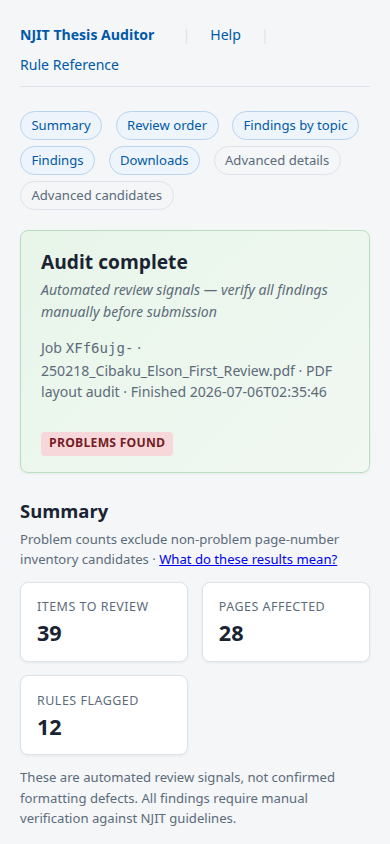 NJIT Thesis Auditor | Help |
Rule Reference
Summary Review order Findings by topic
Findings Downloads Advanced details
Advanced candidates
Audit complete
Automated review signals — verify all findings
manually before submission
Job XFf6ujg- ·
250218_Cibaku_Elson_First_Review.pdf · PDF
layout audit · Finished 2026-07-06T02:35:46
PROBLEMS FOUND
Summary
Problem counts exclude non-problem page-number
inventory candidates · What do these results mean?
ITEMS TO REVIEW PAGES AFFECTED
39 28
RULES FLAGGED
12
These are automated review signals, not confirmed
formatting defects. All findings require manual
verification against NJIT guidelines.